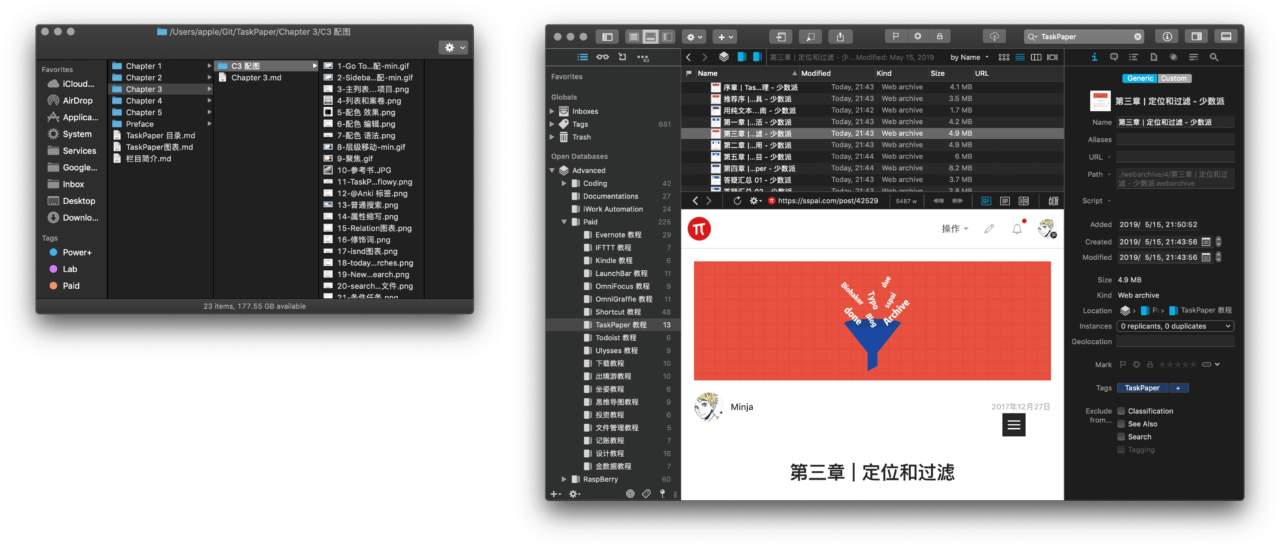 /Users/apple/Git/TaskPaper/Chapter 3/C3 配图
Favorites
iCloud...
AirDrop
Applica...
System
Services
Google...
Inbox
Desktop
Downlo...
Tags
Power+
Lab
Paid
Chapter 1
Chapter 2
Chapter 3
Chapter 4
Chapter 5
Preface
TaskPaper 目录.md
TaskPaper图表.md
栏目简介.md
C3 配图
Chapter 3.md
1-Go To...配-min.gif
2-Sideba...配-min.gif
3-主列表...项目.png
4-列表和案卷.png
5-配色 效果.png
6-配色 编辑.png
7-配色 语法.png
8-层级移动-min.gif
9-聚焦.gif
10-参考书.JPG
11-TaskP...flowy.png
12-@Anki 标签.png
13-普通搜索.png
14-属性缩写.png
15-Relation图表.png
16-修饰词.png
17-isnd图表.png
18-today...rches.png
19-New...earch.png
20-search...文件.png
21-条件任务.png
23 items, 177.55 GB available
TaskPaper
Favorites
Globals
Inboxes
Tags 681
Trash
Open Databases
Advanced
Coding 42
Documentations 27
iWork Automation 24
Paid 225
Evernote 教程 29
IFTTT 教程 7
Kindle 教程 6
LaunchBar 教程 11
OmniFocus 教程 9
OmniGraffle 教程 11
Shortcut 教程 48
TaskPaper 教程 13
Todoist 教程 6
Ulysses 教程 9
下载教程 10
出境游教程 10
坐姿教程 6
思维导图教程 9
投资教程 6
文件管理教程 5
记账教程 7
设计教程 16
金数据教程 7
RaspBerry 60
第三章 | 定位和过滤 - 少...Modified: May 15, 2019
by Name
Name Modified Kind Size URL
序章 | Tas...理 - 少数派 Today, 21:43 Web archive 4.1 MB
推荐序 |...具 - 少数派 Today, 21:43 Web archive 3.5 MB
用纯文本...南 - 少数派 Today, 21:42 Web archive 1.7 MB
第一章 |...活 - 少数派 Today, 21:43 Web archive 4.2 MB
第三章 |...滤 - 少数派 Today, 21:43 Web archive 4.9 MB
第二章 |...用 - 少数派 Today, 21:43 Web archive 4.9 MB
第五章 |...目 - 少数派 Today, 21:44 Web archive 6 MB
第四章 |...per - 少数派 Today, 21:44 Web archive 8.2 MB
答疑汇总 01 - 少数派 Today, 21:43 Web archive 3.7 MB
答疑汇总 02 - 少数派 Today, 21:43 Web archive 3.8 MB
https://sspai.com/post/42529 5487 w
操作
Biohaker
Typo
due
sspai
done
Blog
Archive
Minja
2017年12月27日
第三章 | 定位和过滤
Generic Custom
第三章 | 定位和过滤 - 少数派
Name 第三章 | 定位和过滤 - 少数派
Aliases
URL
Path ./webarchive/4/第三章 | 定位和过
滤 - 少数派.webarchive
Script
Added 2019/ 5/15, 21:50:52
Created 2019/ 5/15, 21:43:56
Modified 2019/ 5/15, 21:43:56
Size 4.9 MB
Kind Web archive
Location TaskPaper 教程
Instances 0 replicants, 0 duplicates
Geolocation
Mark
Tags TaskPaper +
Exclude from... Classification
See Also
Search
Tagging